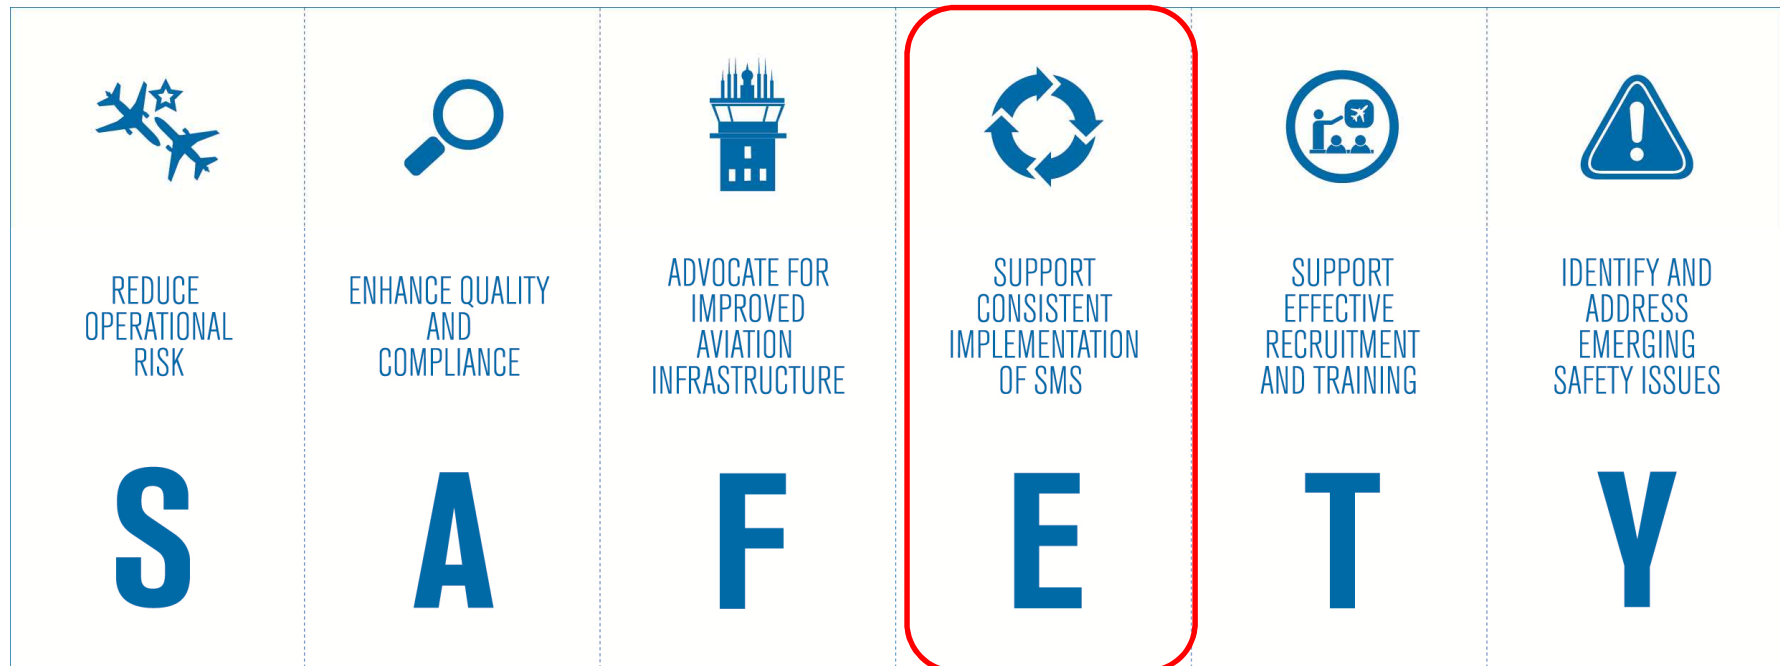 REDUCE
OPERATIONAL
RISK
S
ENHANCE QUALITY
AND
COMPLIANCE
A
ADVOCATE FOR
IMPROVED
AVIATION
INFRASTRUCTURE
F
SUPPORT
CONSISTENT
IMPLEMENTATION
OF SMS
E
SUPPORT
EFFECTIVE
RECRUITMENT
AND TRAINING
T
IDENTIFY AND
ADDRESS
EMERGING
SAFETY ISSUES
Y